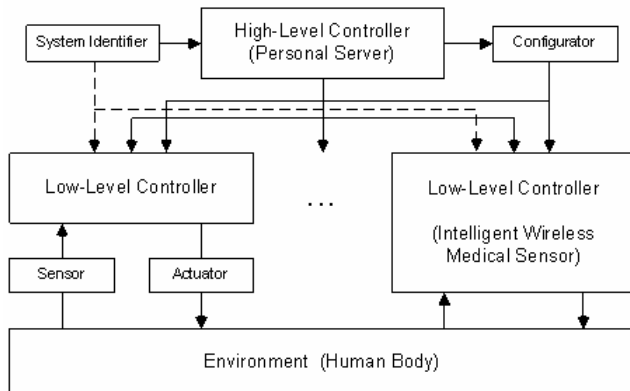 System Identifier
High-Level Controller
(Personal Server)
Configurator
Low-Level Controller
...
Low-Level Controller
(Intelligent Wireless
Medical Sensor)
Sensor
Actuator
Environment (Human Body)